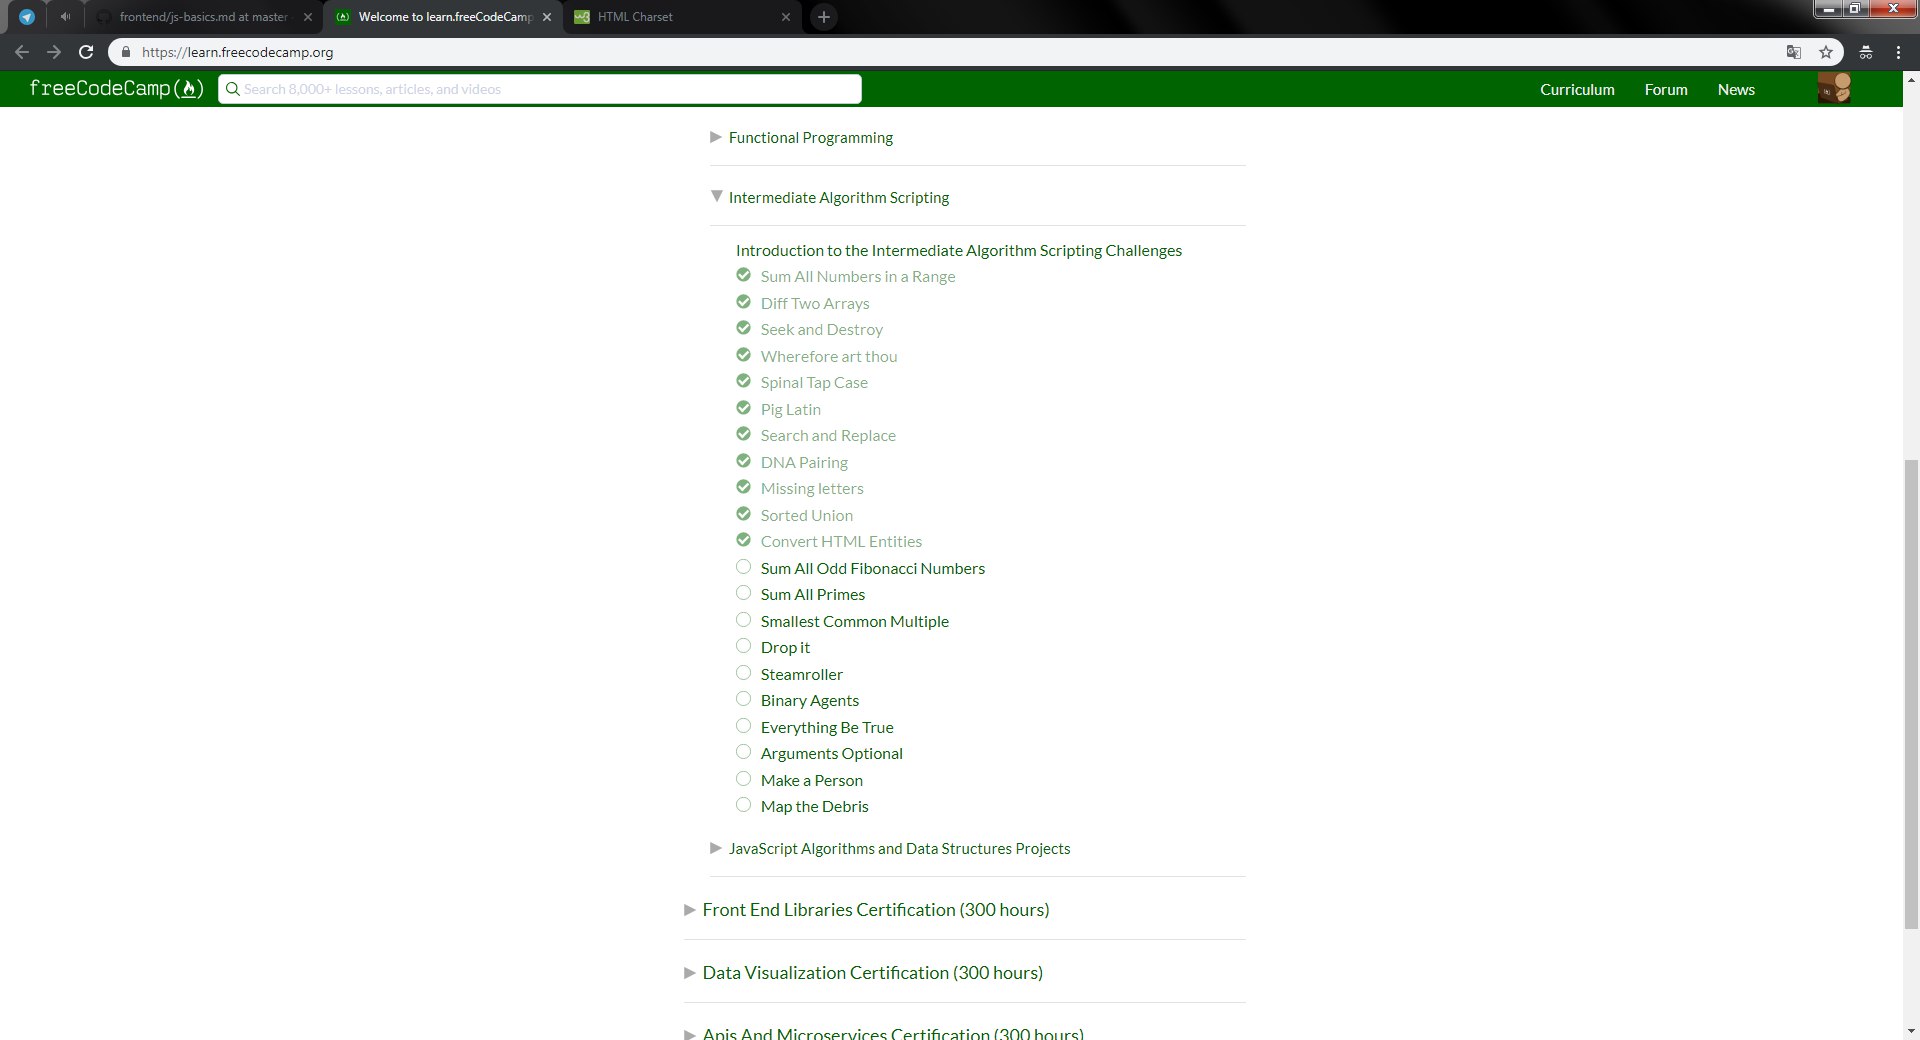 frontend/js-basics.md at master
Welcome to learn.freeCodeCamp
HTML Charset
https://learn.freecodecamp.org
freeCodeCamp
Search 8,000+ lessons, articles, and videos
Curriculum
Forum
News
Functional Programming
Intermediate Algorithm Scripting
Introduction to the Intermediate Algorithm Scripting Challenges
Sum All Numbers in a Range
Diff Two Arrays
Seek and Destroy
Wherefore art thou
Spinal Tap Case
Pig Latin
Search and Replace
DNA Pairing
Missing letters
Sorted Union
Convert HTML Entities
Sum All Odd Fibonacci Numbers
Sum All Primes
Smallest Common Multiple
Drop it
Steamroller
Binary Agents
Everything Be True
Arguments Optional
Make a Person
Map the Debris
JavaScript Algorithms and Data Structures Projects
Front End Libraries Certification (300 hours)
Data Visualization Certification (300 hours)
Apis And Microservices Certification (300 hours)